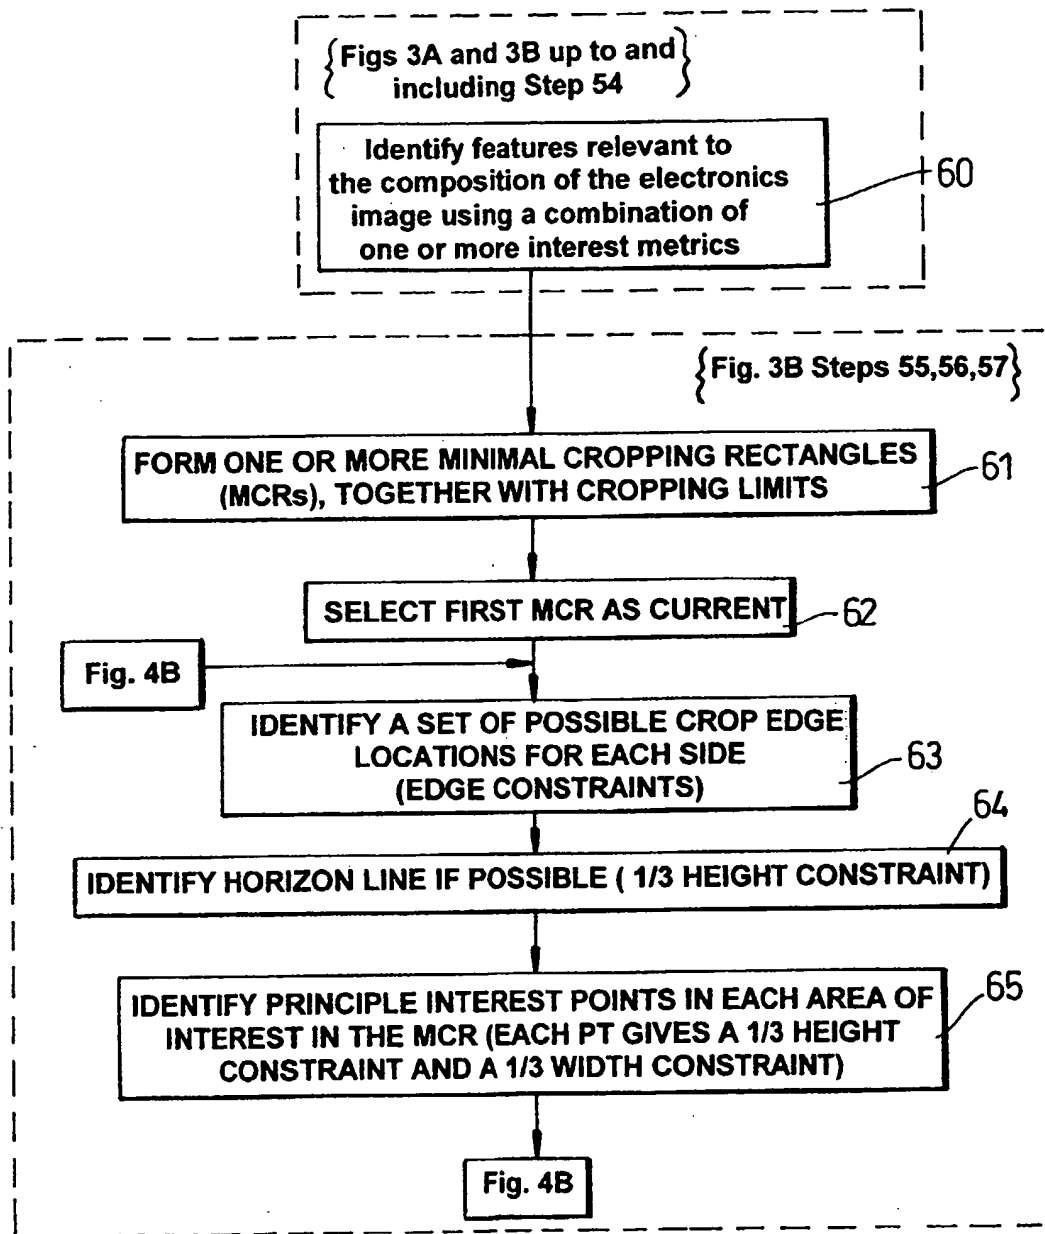 {Figs 3A and 3B up to and
including Step 54}
Identify features relevant to
the composition of the electronics
image using a combination of
one or more interest metrics
60
{Fig. 3B Steps 55,56,57}
FORM ONE OR MORE MINIMAL CROPPING RECTANGLES
(MCRs), TOGETHER WITH CROPPING LIMITS
61
SELECT FIRST MCR AS CURRENT
62
Fig. 4B
IDENTIFY A SET OF POSSIBLE CROP EDGE
LOCATIONS FOR EACH SIDE
(EDGE CONSTRAINTS)
63
64
IDENTIFY HORIZON LINE IF POSSIBLE ( 1/3 HEIGHT CONSTRAINT)
IDENTIFY PRINCIPLE INTEREST POINTS IN EACH AREA OF
INTEREST IN THE MCR (EACH PT GIVES A 1/3 HEIGHT
CONSTRAINT AND A 1/3 WIDTH CONSTRAINT)
65
Fig. 4B